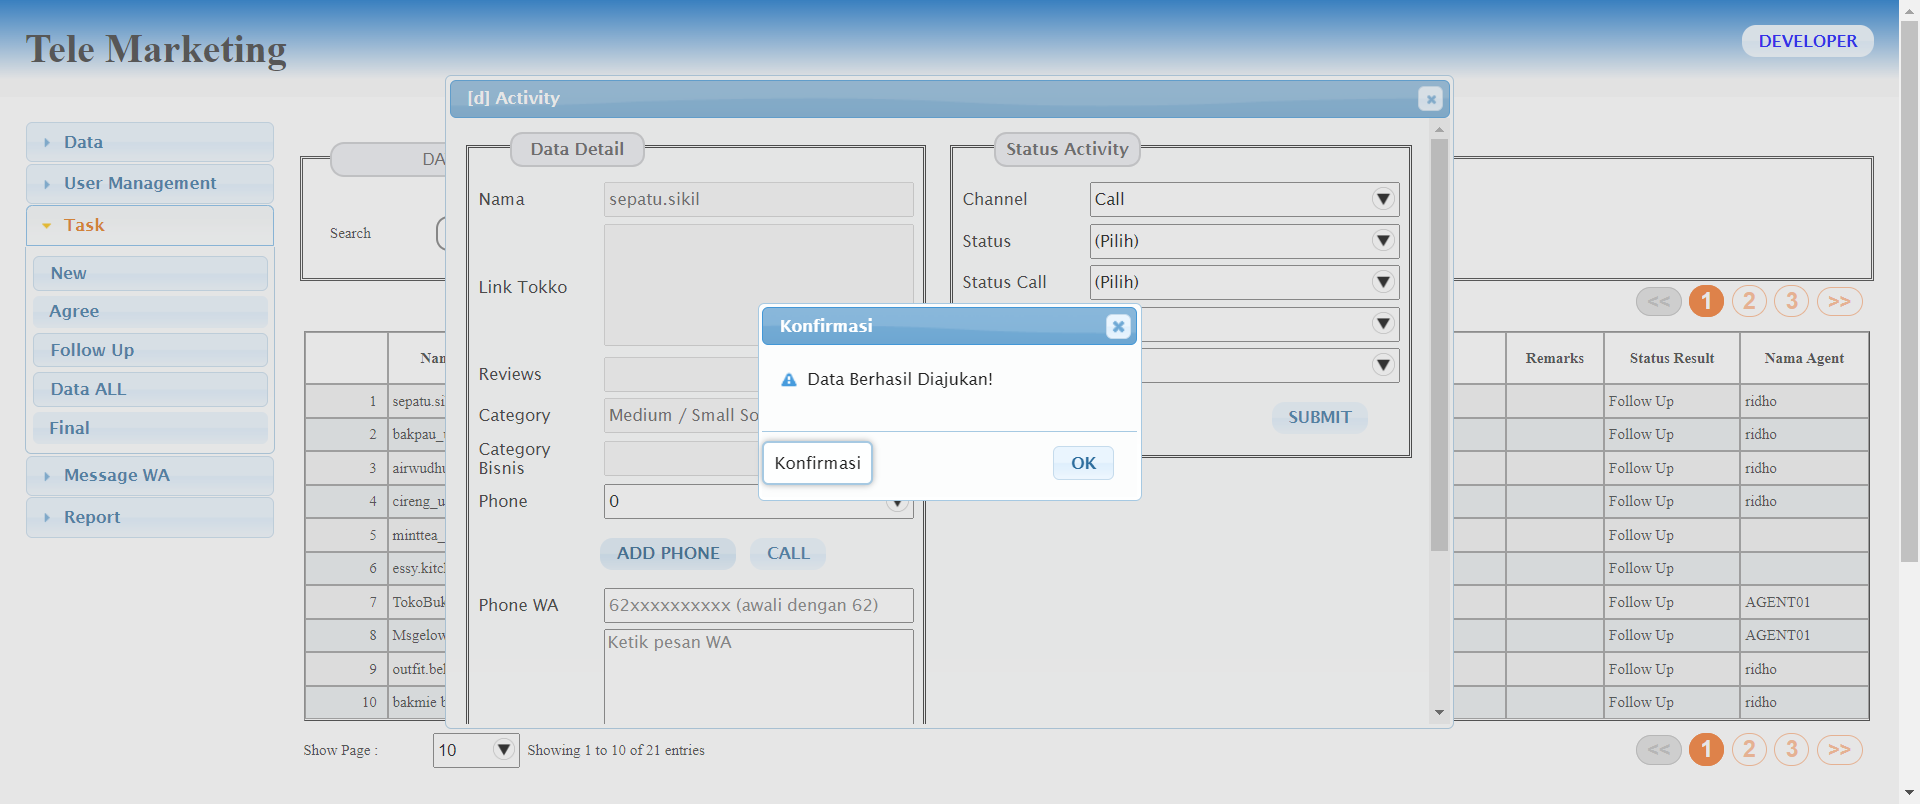 Tele Marketing
DEVELOPER
Data
User Management
Task
New
Agree
Follow Up
Data ALL
Final
Message WA
Report
Search
[d] Activity
Data Detail
Nama
sepatu.sikil
Link Tokko
Reviews
Category
Medium / Small So
Category
Bisnis
Phone
0
ADD PHONE
CALL
Phone WA
62xxxxxxxxxx (awali dengan 62)
Ketik pesan WA
Status Activity
Channel
Call
Status
(Pilih)
Status Call
(Pilih)
SUBMIT
Konfirmasi
Data Berhasil Diajukan!
Konfirmasi
OK
<< 1 2 3 >>
Remarks Status Result Nama Agent
1 sepatu.si Follow Up ridho
2 bakpau_ Follow Up ridho
3 airwudhu Follow Up ridho
4 cireng_u Follow Up ridho
5 minttea_ Follow Up
6 essy.kitc Follow Up
7 TokoBuk Follow Up AGENT01
8 Msgelow Follow Up AGENT01
9 outfit.bel Follow Up ridho
10 bakmie b Follow Up ridho
Show Page :
10
Showing 1 to 10 of 21 entries
<< 1 2 3 >>